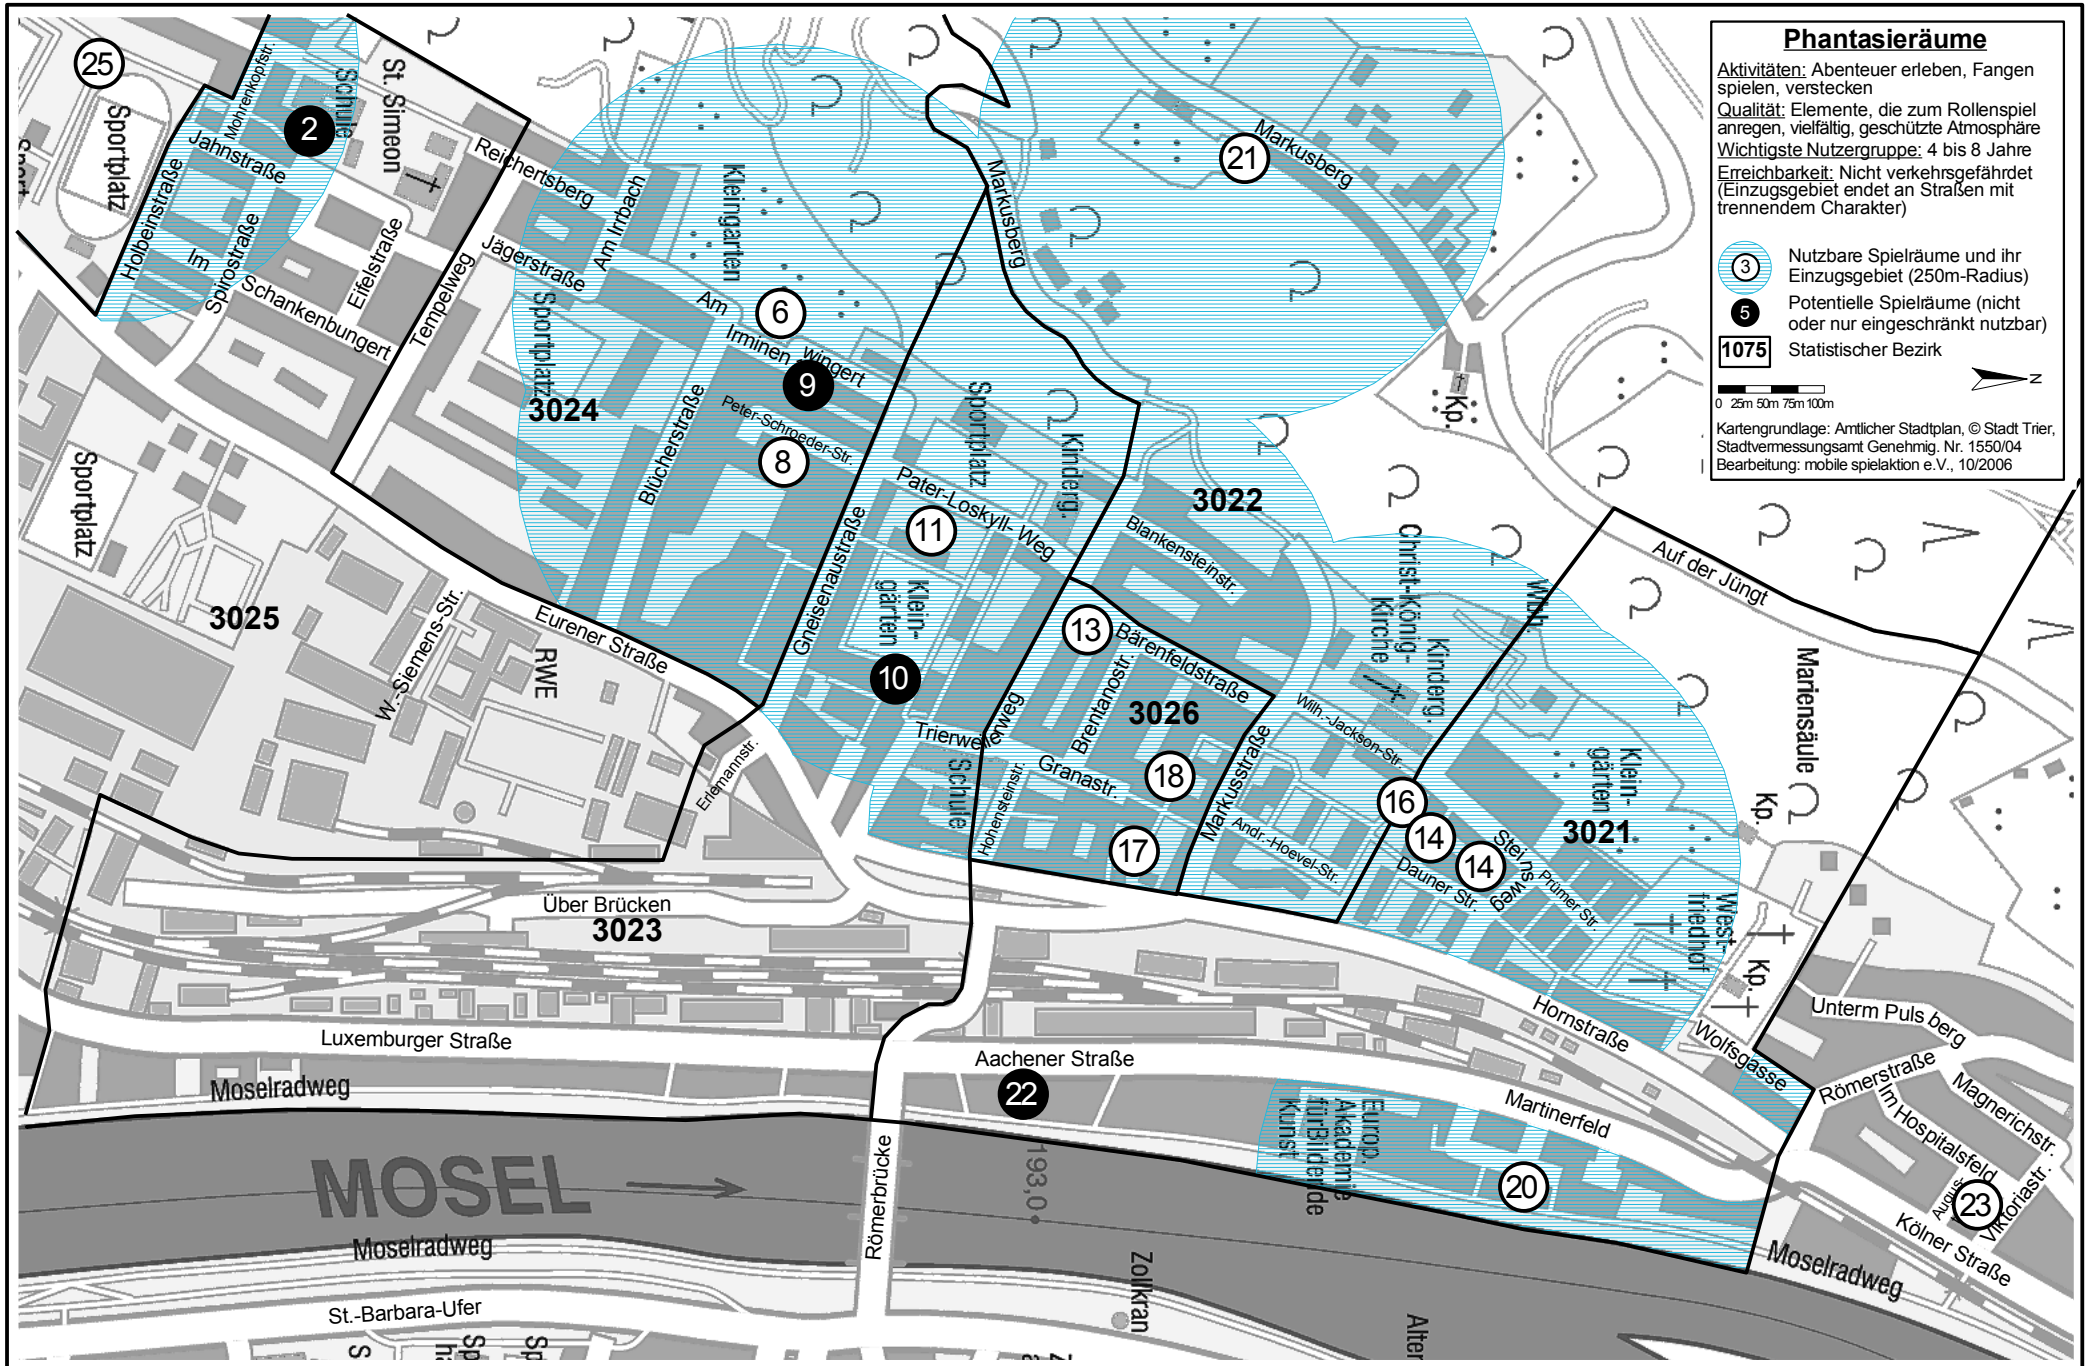 Phantasieräume
Aktivitäten: Abenteuer erleben, Fangen
spielen, verstecken
Qualität: Elemente, die zum Rollenspiel
anregen, vielfältig, geschützte Atmosphäre
Wichtigste Nutzergruppe: 4 bis 8 Jahre
Erreichbarkeit: Nicht verkehrsgefährdet
(Einzugsgebiet endet an Straßen mit
trennendem Charakter)
3 Nutzbare Spielräume und ihr
Einzugsgebiet (250m-Radius)
5 Potentielle Spielräume (nicht
oder nur eingeschränkt nutzbar)
1075 Statistischer Bezirk
N
0 25m 50m 75m 100m
Kartengrundlage: Amtlicher Stadtplan, © Stadt Trier,
Stadtvermessungsamt Genehmig. Nr. 1550/04
Bearbeitung: mobile spielaktion e.V., 10/2006
25
Sportplatz
Mohrenkopfstr.
Schule
2
St. Simeon
Jahnstraße
Holbeinstraße
Im
Spirostraße
Schankenbungert
Eifelstraße
Tempelweg
Reichertsberg
Jägerstraße
Am Irrbach
Kleingarten
Sportplatz
3024
Am
Irminen
wingert
6
9
Peter-Schroeder-Str.
8
Blücherstraße
Gneisenaustraße
Markusberg
Markusberg
21
Sportplatz
Kinderg.
Pater-Loskyll- Weg
11
Klein-
gärten
10
3022
Blankensteinstr.
13
Bärenfeldstraße
Brentanostr.
3026
18
Trierweilerweg
Schule
Granastr.
Hohensteinstr.
17
Markusstraße
Andr.-Hoevel-Str.
Wilh.-Jackson-Str.
Christ-König-
Kirche
Kinderg.
Kp.
Auf der Jüngt
Mariensäule
Kp.
Klein-
gärten
3021
16
14
14
Steinsweg
Dauner Str.
Prümer Str.
West-
friedhof
Kp.
Sportplatz
3025
W.-Siemens-Str.
RWE
Eurener Straße
Erlemannstr.
Über Brücken
3023
Luxemburger Straße
Moselradweg
Aachener Straße
22
Hornstraße
Wolfsgasse
Unterm Puls berg
Römerstraße
Magnerichstr.
Im Hospitalsfeld
Viktoriastr.
Augus-
23
Kölner Straße
Martinerfeld
Europ.
Akademie
fürBildende
Kunst
20
Moselradweg
MOSEL
193,0
Römerbrücke
Moselradweg
St.-Barbara-Ufer
Zollkran
Alter